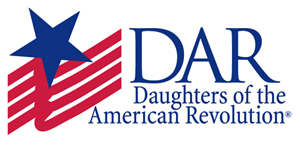 DAR
Daughters of the
American Revolution®